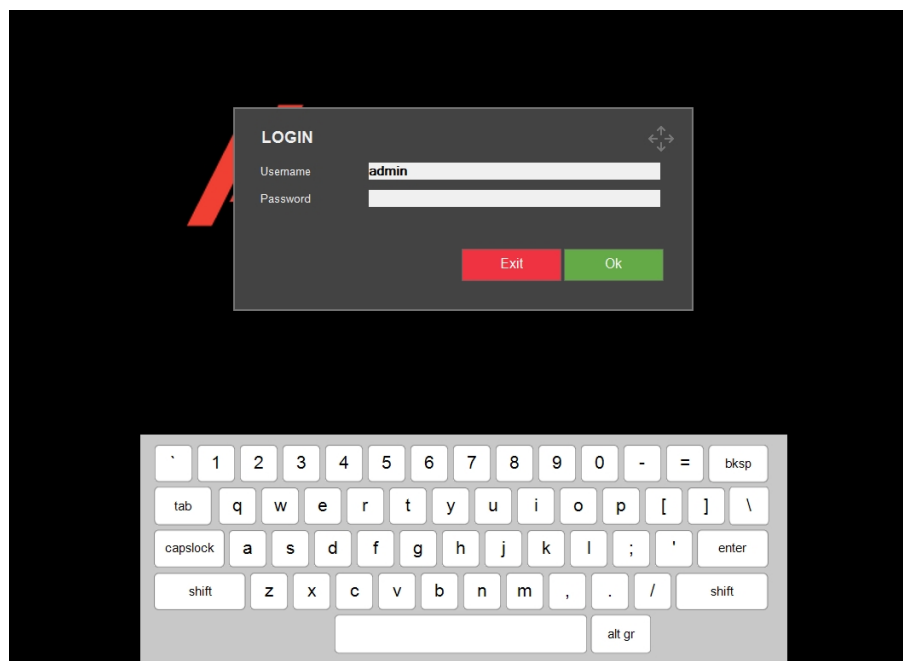 LOGIN
Username admin
Password
Exit Ok
` 1 2 3 4 5 6 7 8 9 0 - = bksp
tab q w e r t y u i o p [ ] \
capslock a s d f g h j k l ; ' enter
shift z x c v b n m , . / shift
alt gr